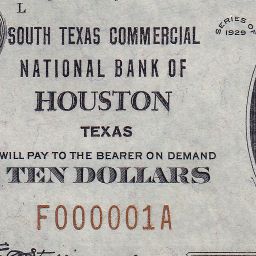 L
SERIES OF
1929
SOUTH TEXAS COMMERCIAL
NATIONAL BANK OF
HOUSTON
TEXAS
WILL PAY TO THE BEARER ON DEMAND
TEN DOLLARS
F000001A